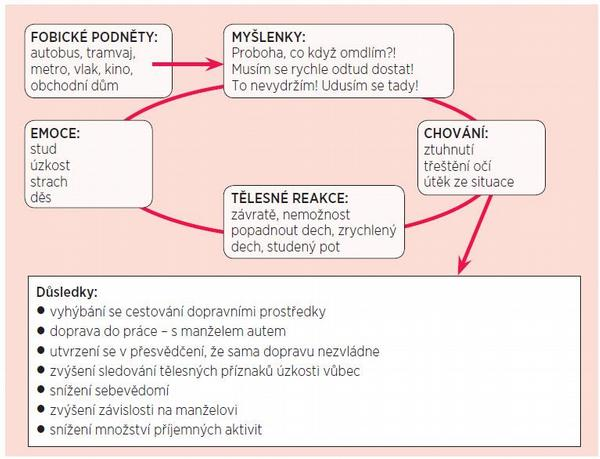 FOBICKÉ PODNĚTY:
autobus, tramvaj,
metro, vlak, kino,
obchodní dům
MYŠLENKY:
Proboha, co když omdlím?!
Musím se rychle odtud dostat!
To nevydržím! Udusím se tady!
EMOCE:
stud
úzkost
strach
děs
CHOVÁNÍ:
ztuhnutí
třeštění očí
útěk ze situace
TĚLESNÉ REAKCE:
závratě, nemožnost
popadnout dech, zrychlený
dech, studený pot
Důsledky:
● vyhýbání se cestování dopravními prostředky
● doprava do práce – s manželem autem
● utvrzení se v přesvědčení, že sama dopravu nezvládne
● zvýšení sledování tělesných příznaků úzkosti vůbec
● snížení sebevědomí
● zvýšení závislosti na manželovi
● snížení množství příjemných aktivit